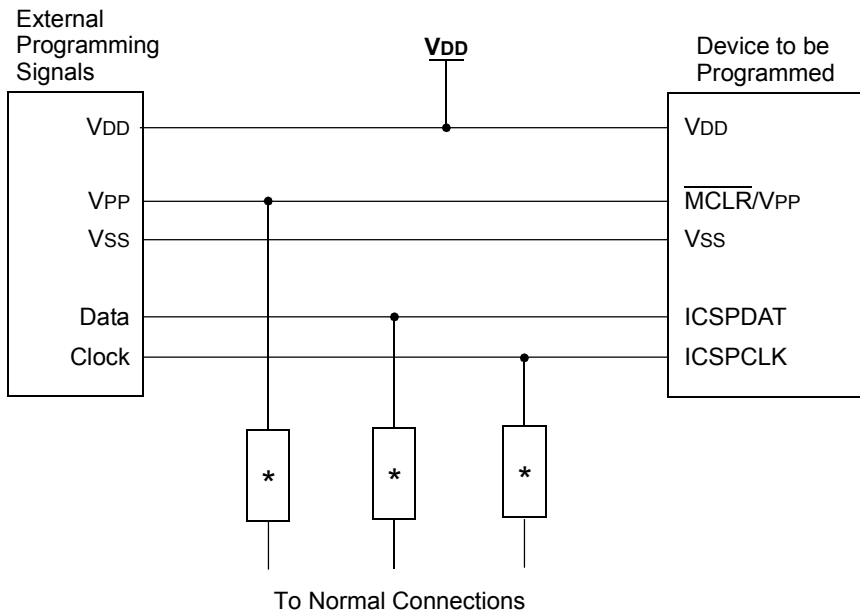 External
Programming
Signals
VDD
Device to be
Programmed
VDD
VDD
VPP
MCLR/VPP
VSS
VSS
Data
ICSPDAT
Clock
ICSPCLK
*
*
*
To Normal Connections